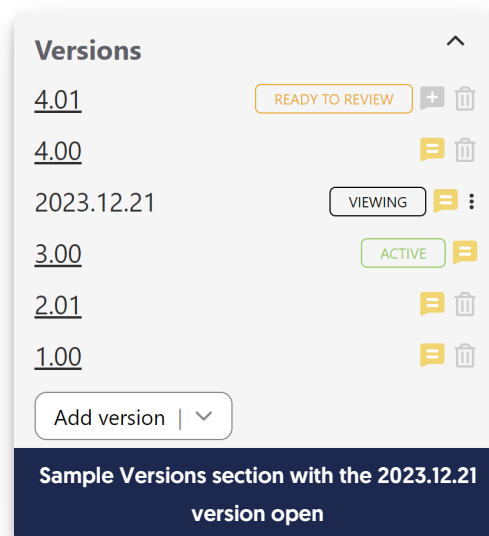 Versions
4.01 READY TO REVIEW
4.00
2023.12.21 VIEWING
3.00 ACTIVE
2.01
1.00
Add version |
Sample Versions section with the 2023.12.21
version open